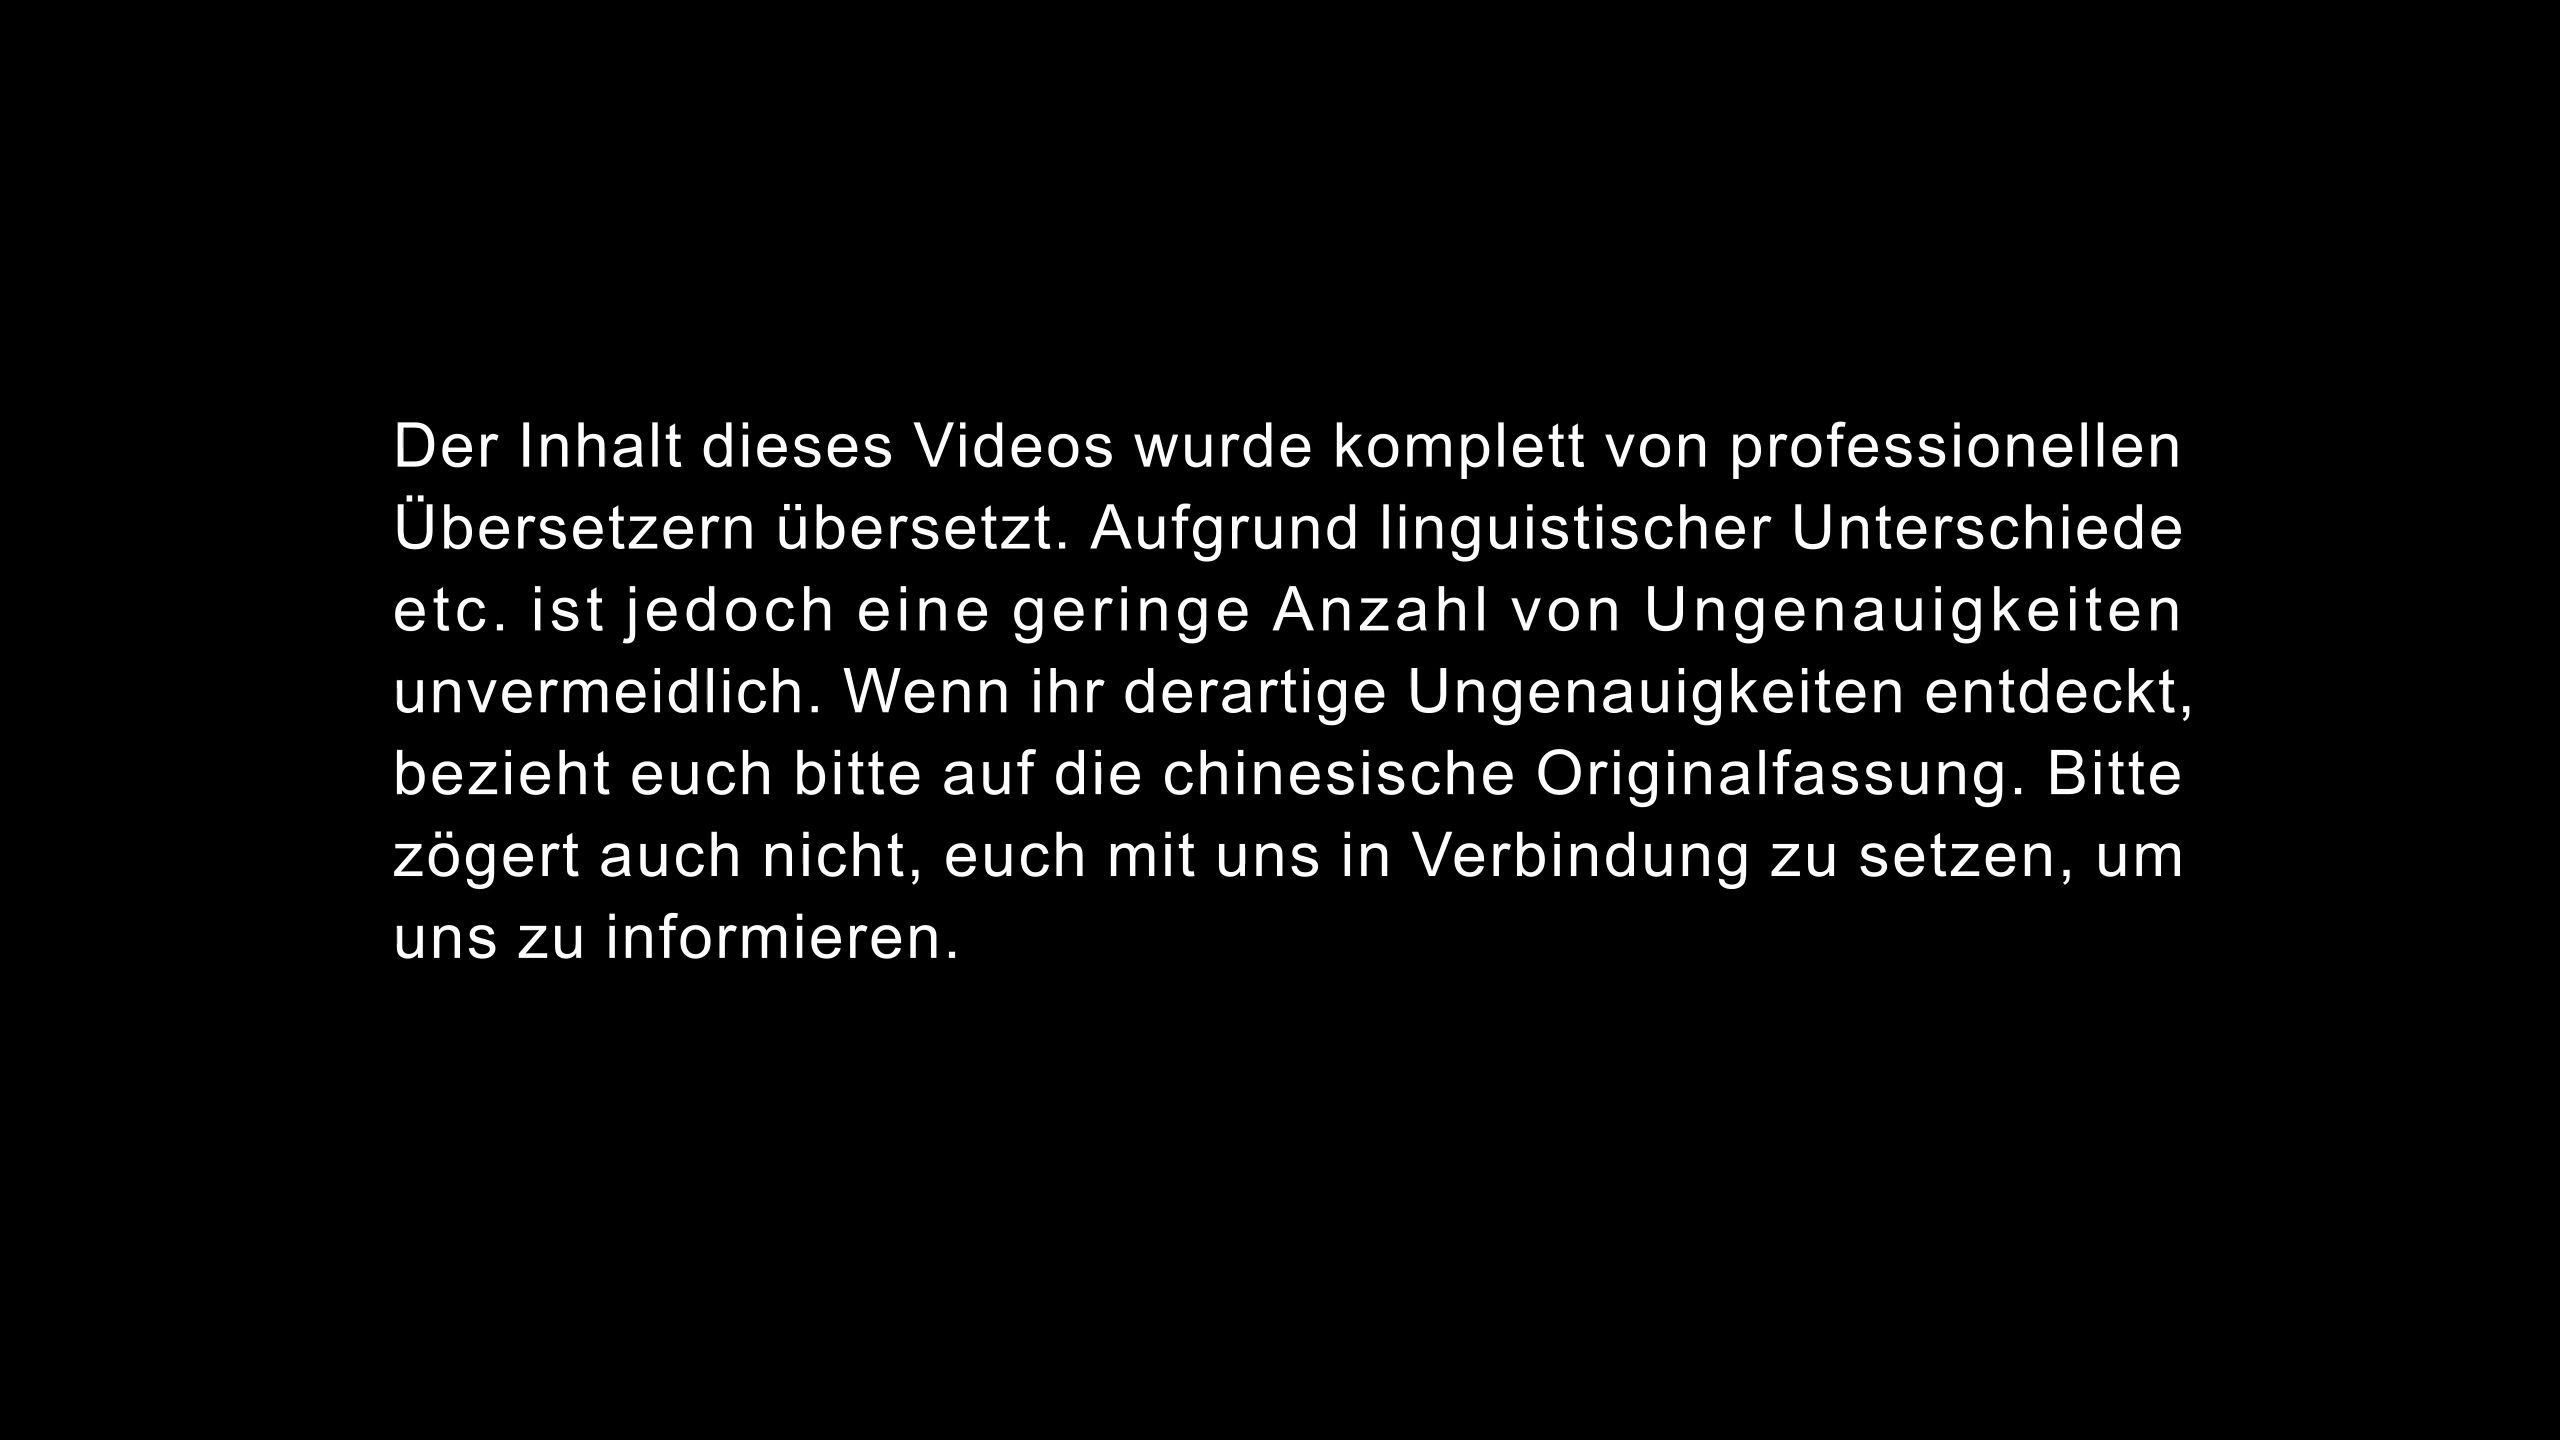 Der Inhalt dieses Videos wurde komplett von professionellen
Übersetzern übersetzt. Aufgrund linguistischer Unterschiede
etc. ist jedoch eine geringe Anzahl von Ungenauigkeiten
unvermeidlich. Wenn ihr derartige Ungenauigkeiten entdeckt,
bezieht euch bitte auf die chinesische Originalfassung. Bitte
zögert auch nicht, euch mit uns in Verbindung zu setzen, um
uns zu informieren.